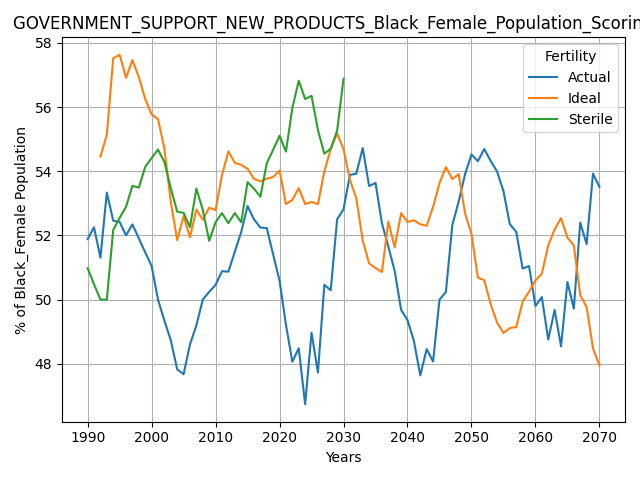 GOVERNMENT_SUPPORT_NEW_PRODUCTS_Black_Female_Population_Scorin
58
56
54
52
50
48
% of Black_Female Population
Fertility
Actual
Ideal
Sterile
1990 2000 2010 2020 2030 2040 2050 2060 2070
Years